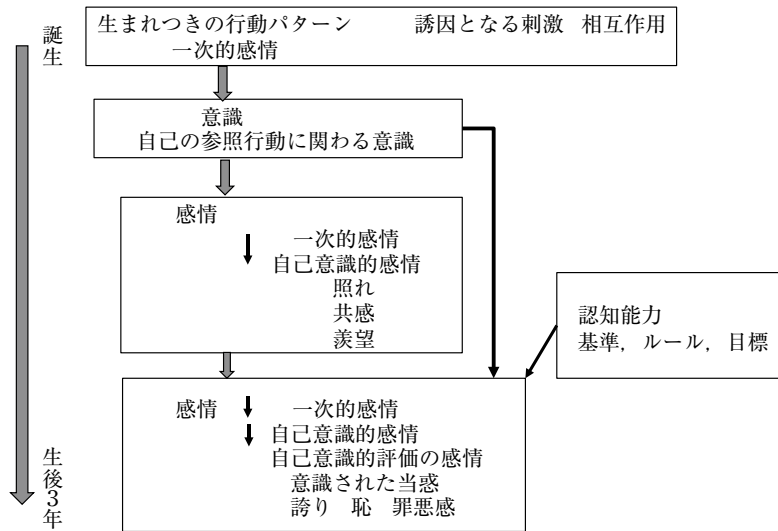 誕生
生まれつきの行動パターン 誘因となる刺激 相互作用
一次的感情
意識
自己の参照行動に関わる意識
感情
一次的感情
自己意識的感情
照れ
共感
羨望
認知能力
基準，ルール，目標
感情 一次的感情
自己意識的感情
自己意識的評価の感情
意識された当惑
誇り 恥 罪悪感
生後3年